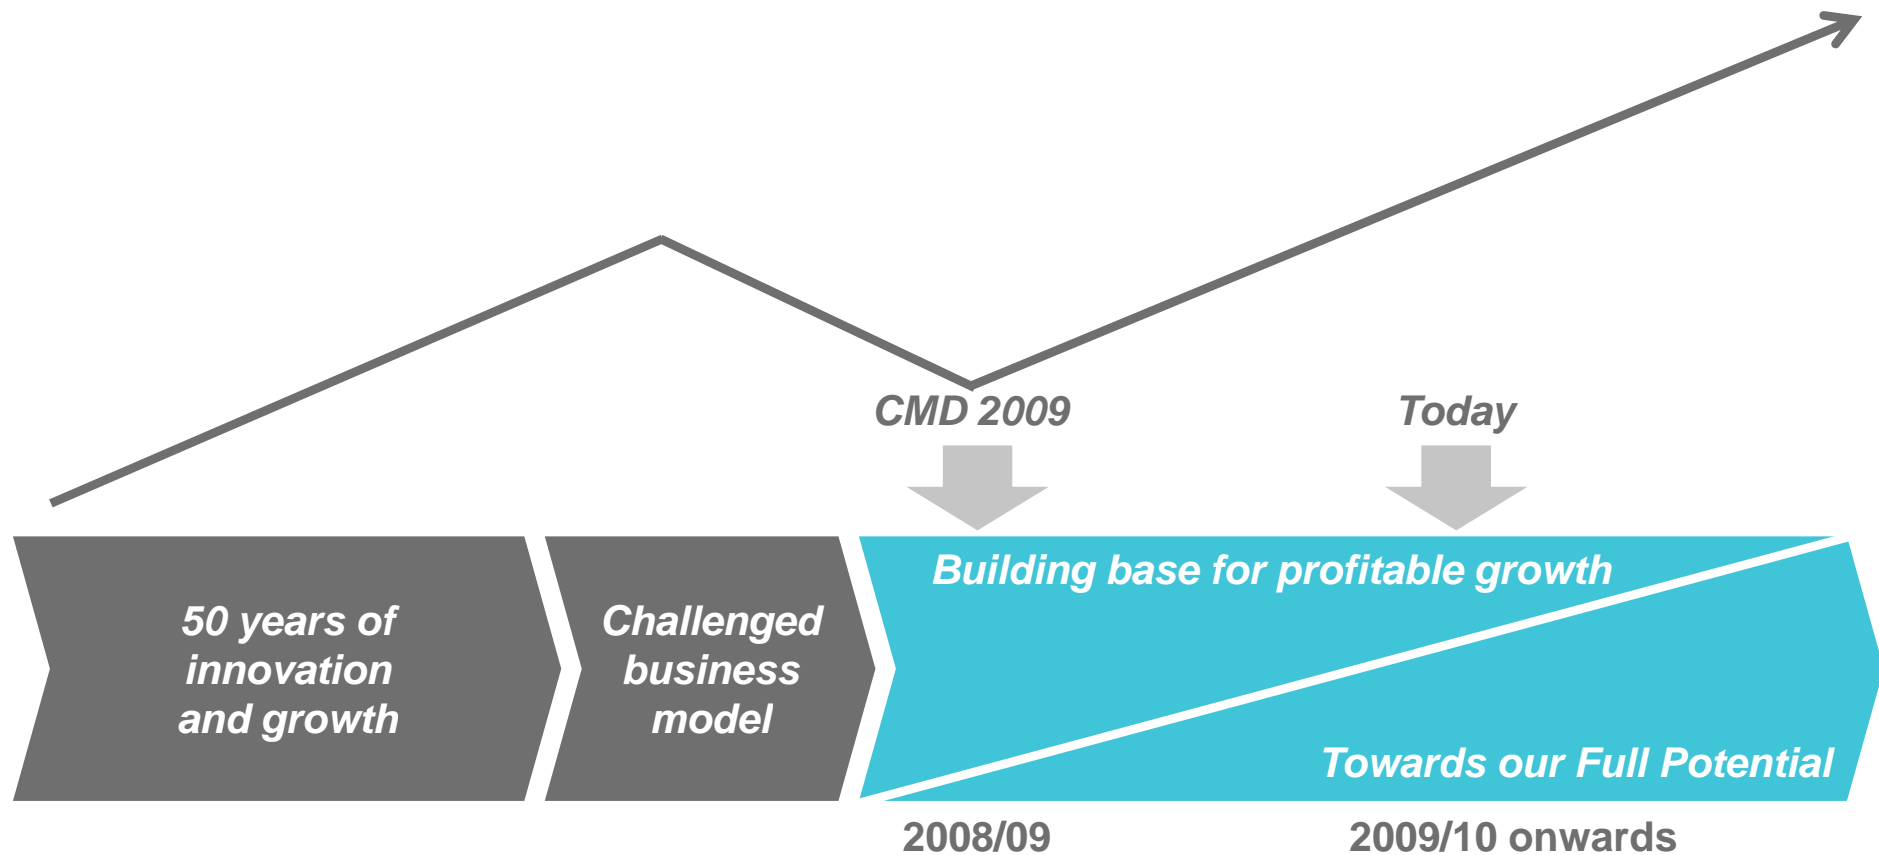 CMD 2009
Today
Building base for profitable growth
50 years of
innovation
and growth
Challenged
business
model
Towards our Full Potential
2008/09
2009/10 onwards